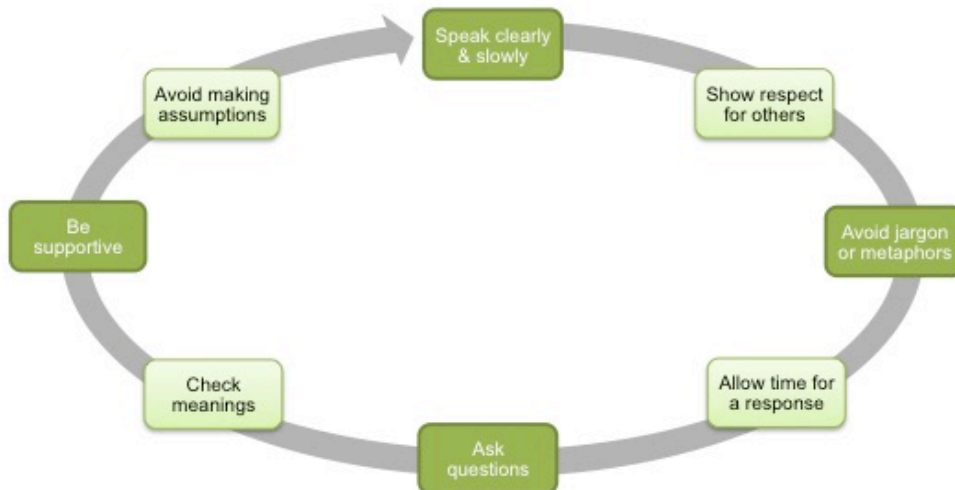 Speak clearly
& slowly
Show respect
for others
Avoid jargon
or metaphors
Allow time for
a response
Ask
questions
Check
meanings
Be
supportive
Avoid making
assumptions